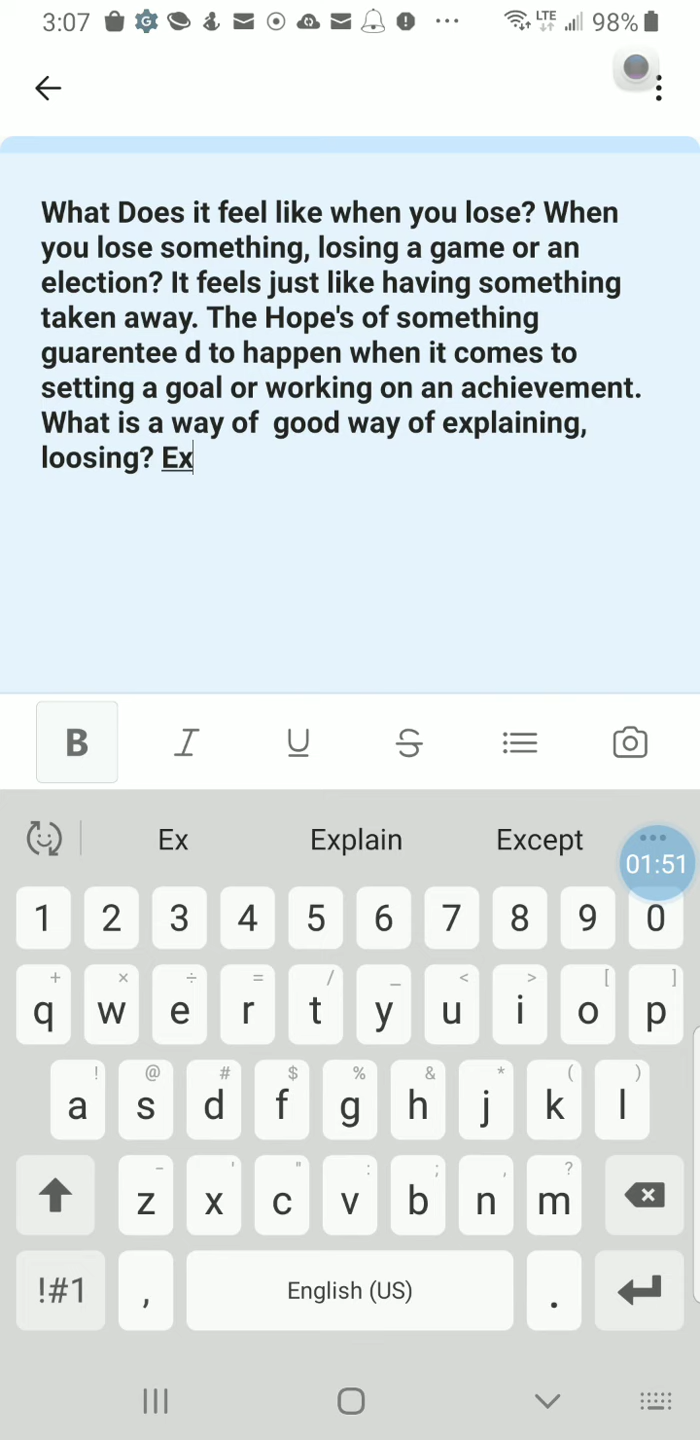 3:07 LTE 98%
What Does it feel like when you lose? When
you lose something, losing a game or an
election? It feels just like having something
taken away. The Hope's of something
guarentee d to happen when it comes to
setting a goal or working on an achievement.
What is a way of  good way of explaining,
loosing? Ex
B I U S
Ex Explain Except
01:51
1 2 3 4 5 6 7 8 9 0
+ × ÷ = / _ < > [ ]
q w e r t y u i o p
! @ # $ % & * ( )
a s d f g h j k l
- ' " : ; , ?
z x c v b n m
!#1 , English (US) .